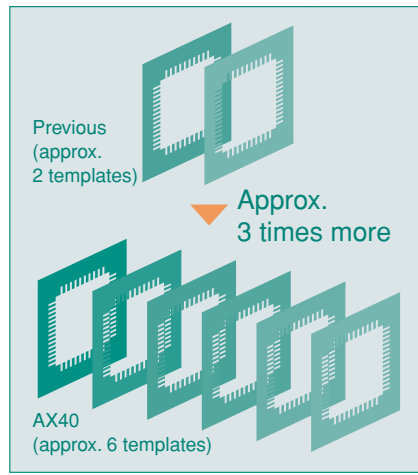 Previous
(approx.
2 templates)
Approx.
3 times more
AX40
(approx. 6 templates)